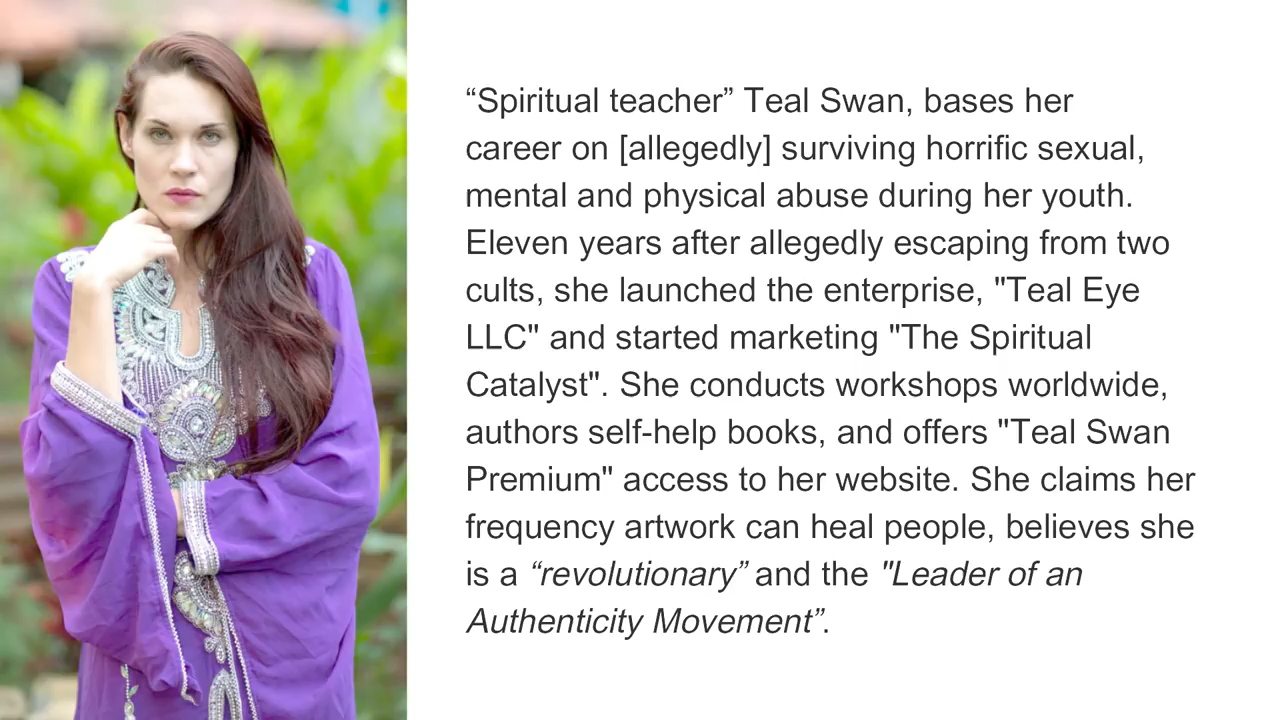 “Spiritual teacher” Teal Swan, bases her
career on [allegedly] surviving horrific sexual,
mental and physical abuse during her youth.
Eleven years after allegedly escaping from two
cults, she launched the enterprise, "Teal Eye
LLC" and started marketing "The Spiritual
Catalyst". She conducts workshops worldwide,
authors self-help books, and offers "Teal Swan
Premium" access to her website. She claims her
frequency artwork can heal people, believes she
is a “revolutionary” and the "Leader of an
Authenticity Movement”.